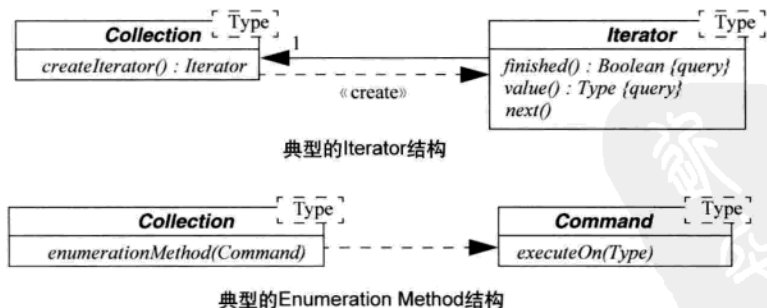 Type
Collection
createIterator() : Iterator
1
«create»
Type
Iterator
finished() : Boolean {query}
value() : Type {query}
next()
典型的Iterator结构
Type
Collection
enumerationMethod(Command)
Type
Command
executeOn(Type)
典型的Enumeration Method结构